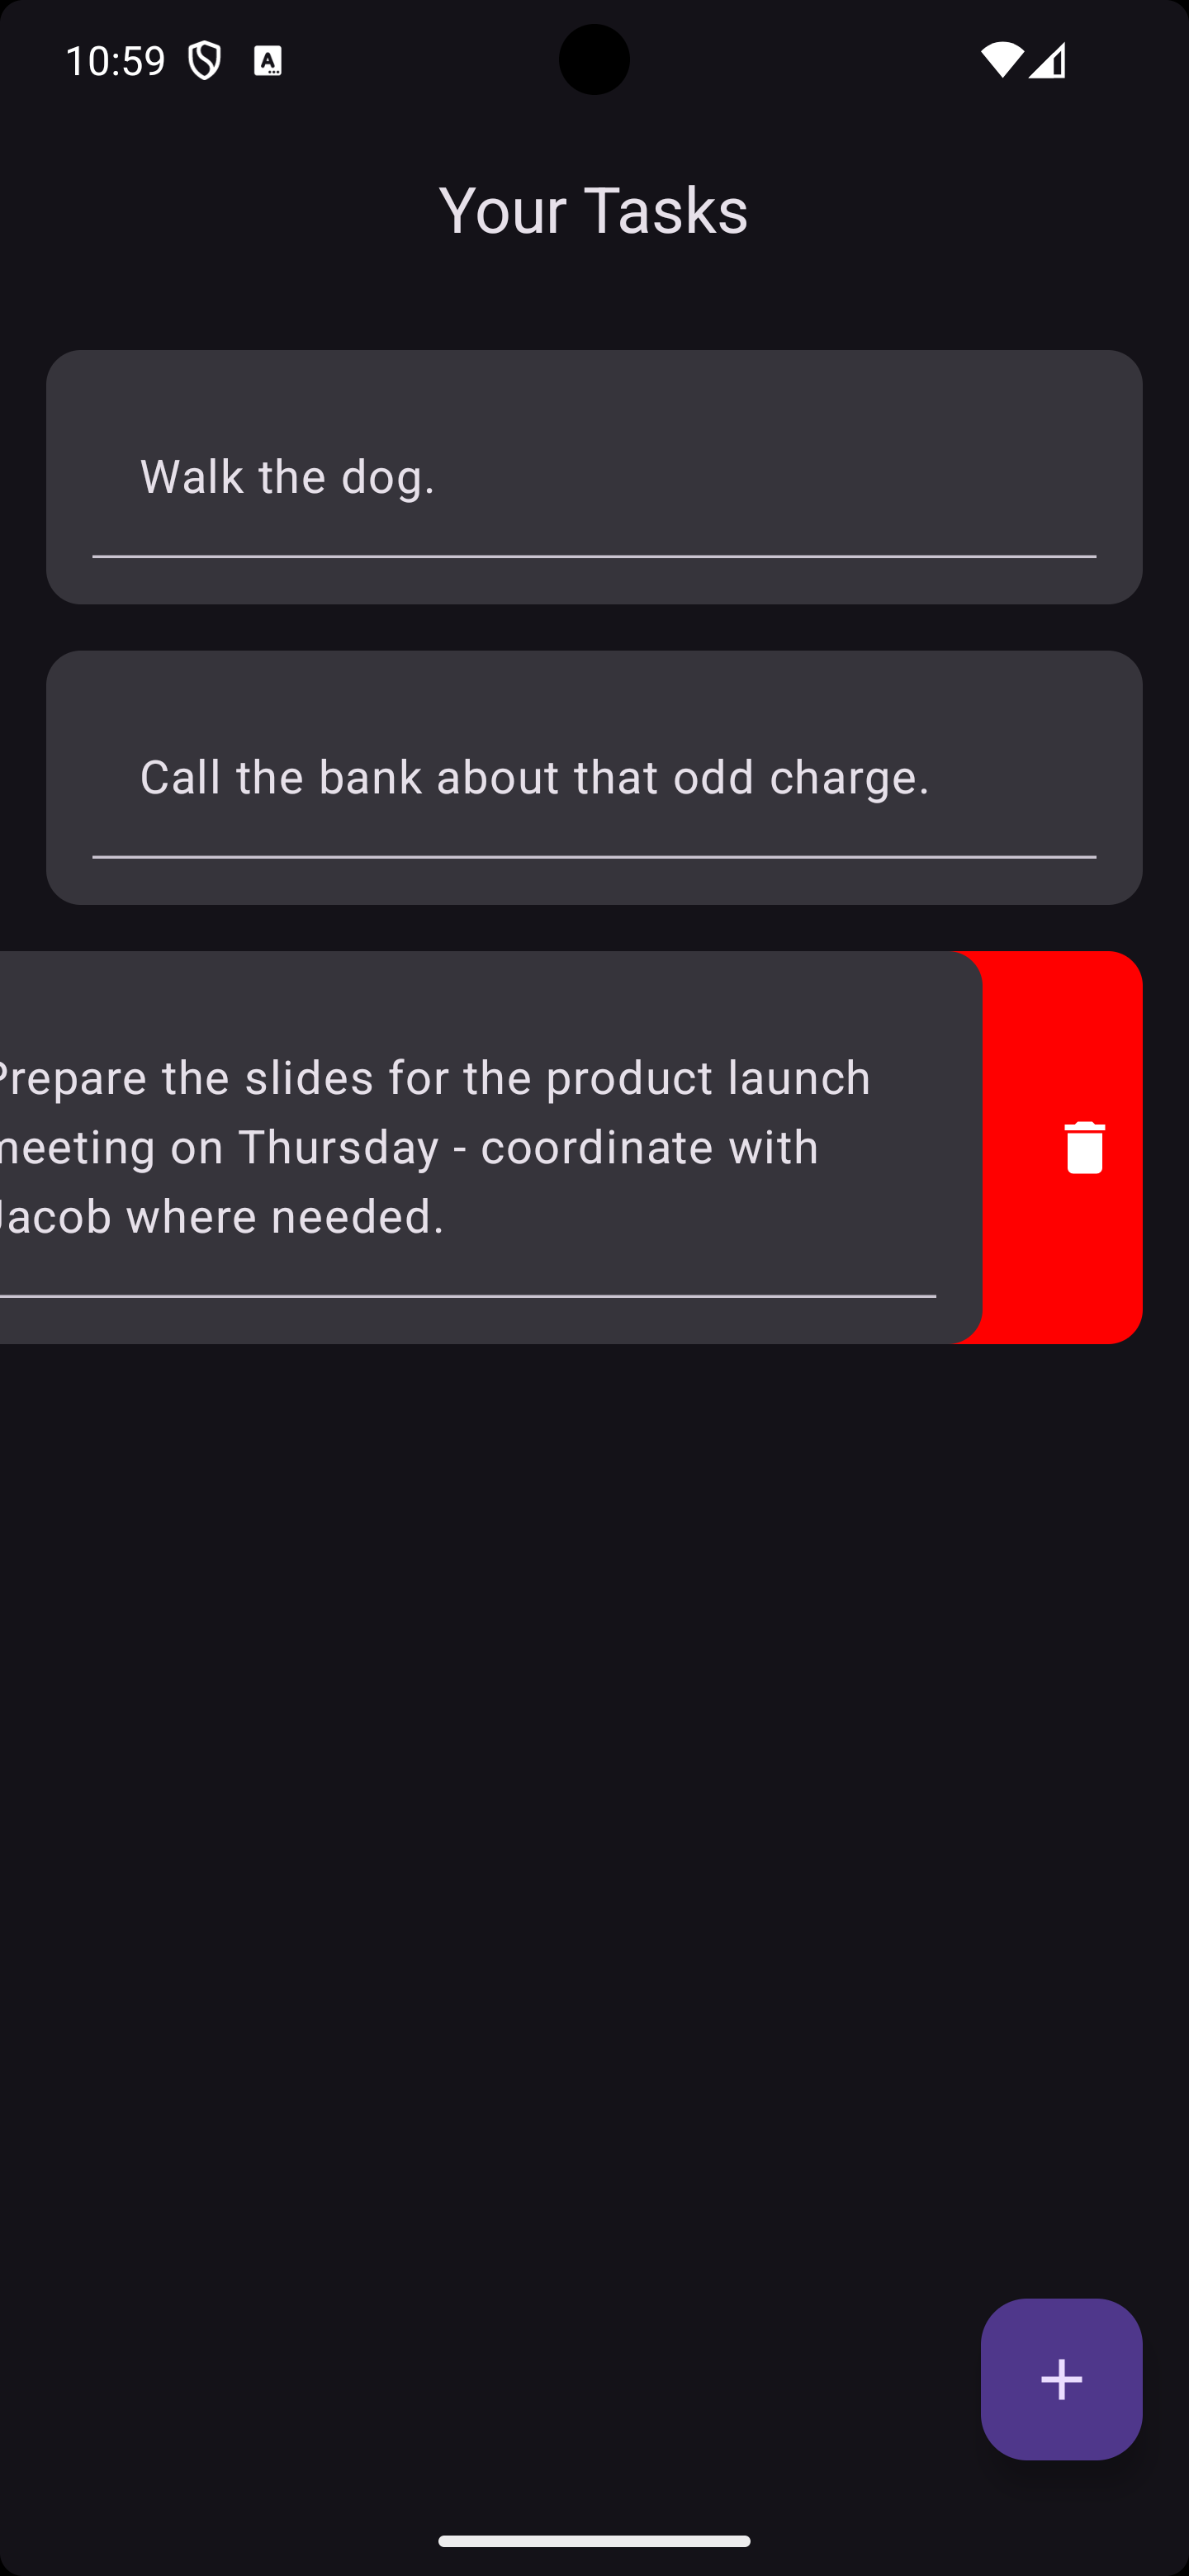 10:59
Your Tasks
Walk the dog.
Call the bank about that odd charge.
Prepare the slides for the product launch
meeting on Thursday - coordinate with
Jacob where needed.